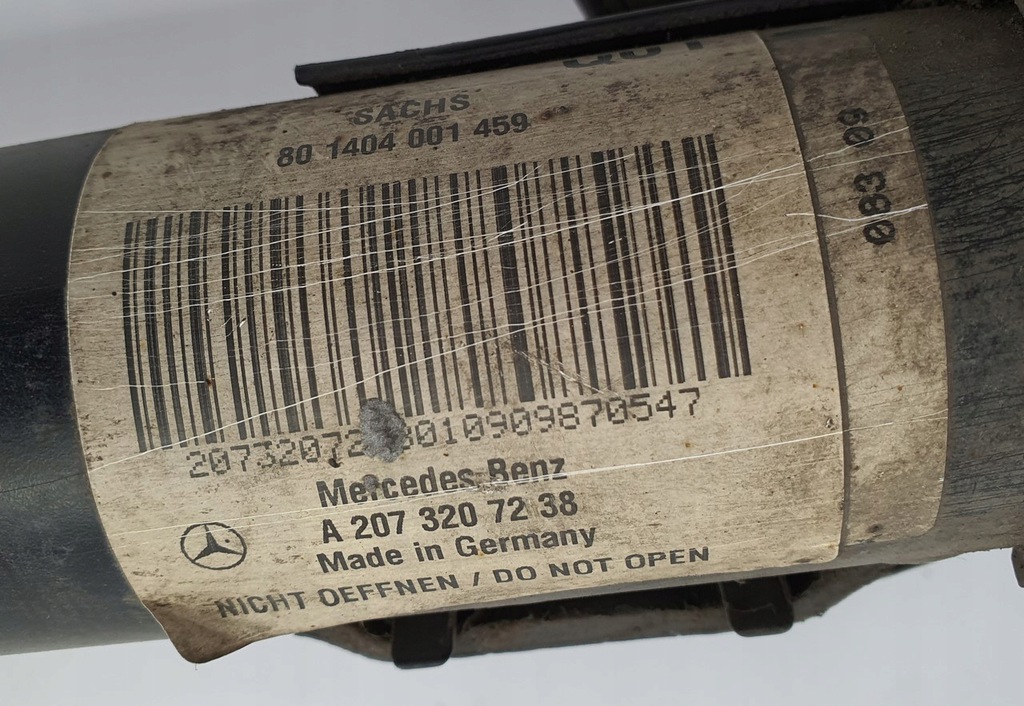 SACHS
80 1404 001 459
083 09
Mercedes-Benz
A 207 320 72 38
Made in Germany
NICHT OEFFNEN / DO NOT OPEN